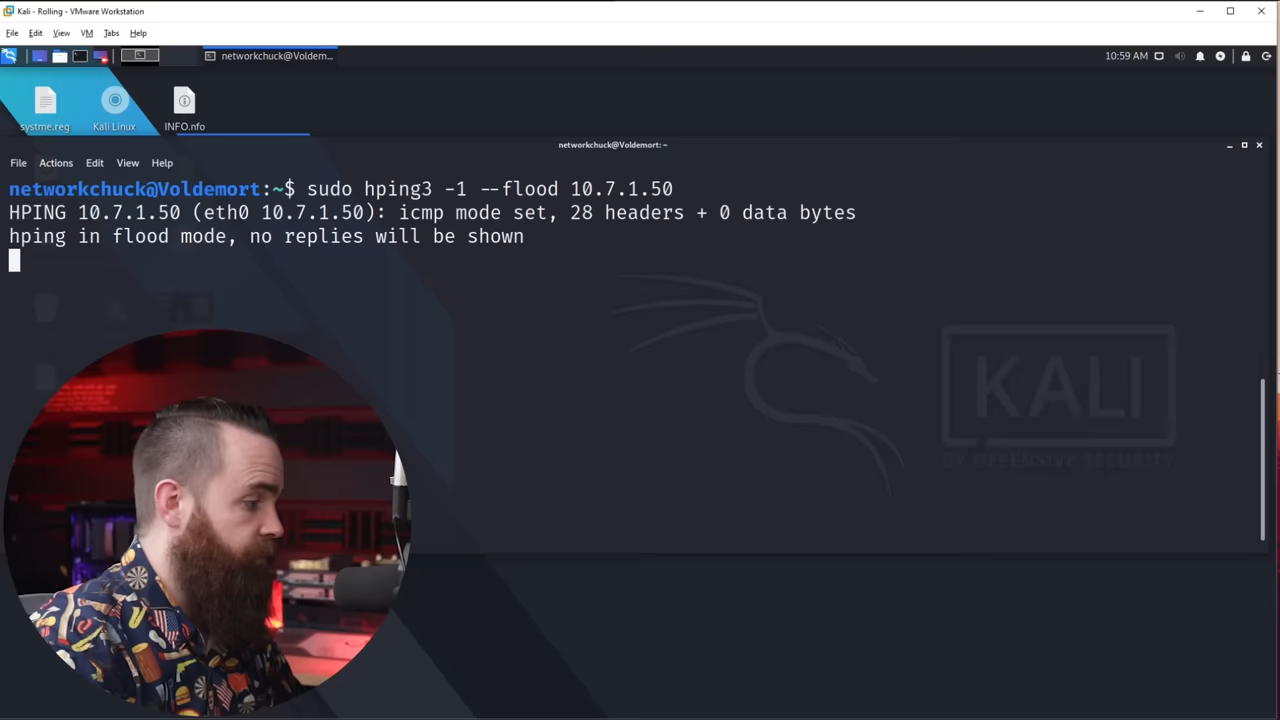 Kali - Rolling - VMware Workstation
File Edit View VM Tabs Help
networkchuck@Voldem...
10:59 AM
systme.reg
Kali Linux
INFO.nfo
networkchuck@Voldemort: ~
File Actions Edit View Help
networkchuck@Voldemort:~$ sudo hping3 -1 --flood 10.7.1.50
HPING 10.7.1.50 (eth0 10.7.1.50): icmp mode set, 28 headers + 0 data bytes
hping in flood mode, no replies will be shown
KALI
BY OFFENSIVE SECURITY